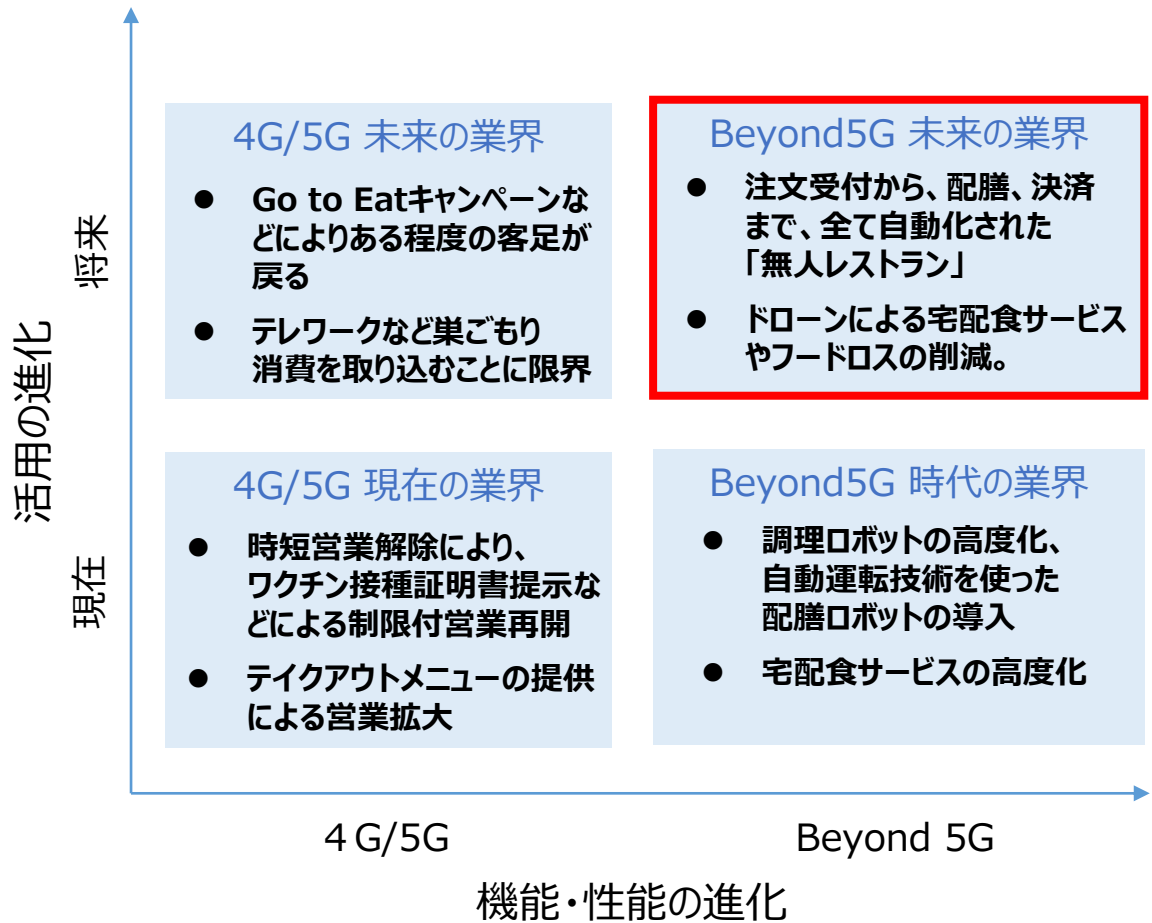 活用の進化
将来
現在
4G/5G 未来の業界
● Go to Eatキャンペーンな
どによりある程度の客足が
戻る
● テレワークなど巣ごもり
消費を取り込むことに限界
Beyond5G 未来の業界
● 注文受付から、配膳、決済
まで、全て自動化された
「無人レストラン」
● ドローンによる宅配食サービス
やフードロスの削減。
4G/5G 現在の業界
● 時短営業解除により、
ワクチン接種証明書提示な
どによる制限付営業再開
● テイクアウトメニューの提供
による営業拡大
Beyond5G 時代の業界
● 調理ロボットの高度化、
自動運転技術を使った
配膳ロボットの導入
● 宅配食サービスの高度化
４G/5G
Beyond 5G
機能・性能の進化